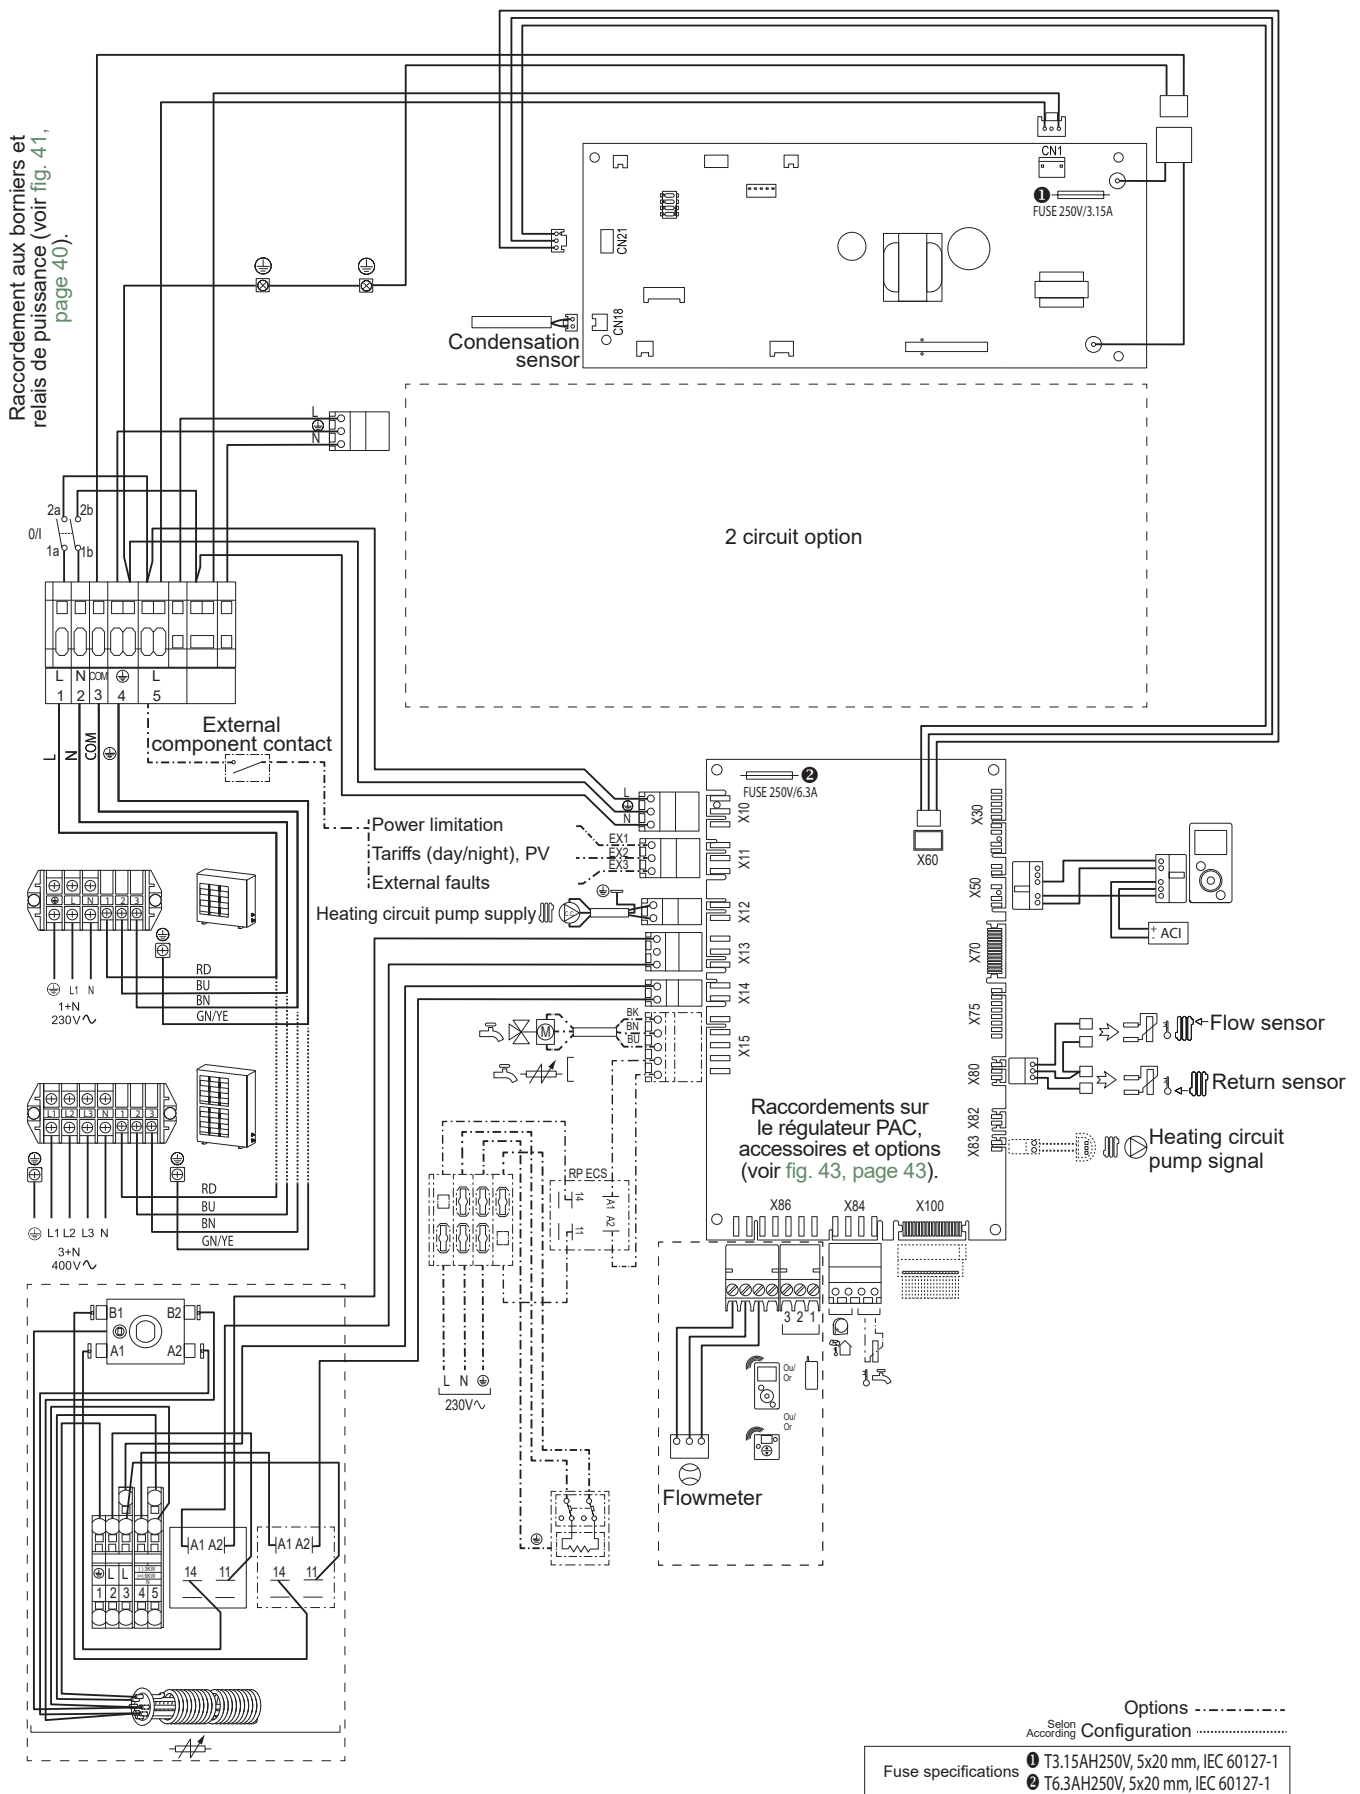 Raccordement aux borniers et
relais de puissance (voir fig. 41,
page 40).
CN1
❶
FUSE 250V/3.15A
CN21
CN18
Condensation
sensor
L
N
2 circuit option
2a 2b
0/I
1a 1b
L N COM L
1 2 3 4 5
External
component contact
L N COM
Power limitation
Tariffs (day/night), PV
External faults
Heating circuit pump supply
L
N
EX1
EX2
EX3
FUSE 250V/6.3A
❷
X10
X11
X12
X13
X14
X15
BK
BN
BU
M
X60
X30
X50
X70
X75
X80
X82
X83
+
-
ACI
Flow sensor
Return sensor
Heating circuit
pump signal
Raccordements sur
le régulateur PAC,
accessoires et options
(voir fig. 43, page 43).
X86 X84 X100
3 2 1
Ou/
Or
Ou/
Or
Flowmeter
L N 1 2 3
L1 N
1+N
230V
RD
BU
BN
GN/YE
L1 L2 L3 N 1 2 3
L1 L2 L3 N
3+N
400V
RD
BU
BN
GN/YE
RP ECS
14
11
A1 A2
L N
230V
B1 B2
A1 A2
L L
N
1 2 3 4 5
A1 A2
14 11
A1 A2
14 11
Options
Selon
According Configuration
Fuse specifications
❶ T3.15AH250V, 5x20 mm, IEC 60127-1
❷ T6.3AH250V, 5x20 mm, IEC 60127-1